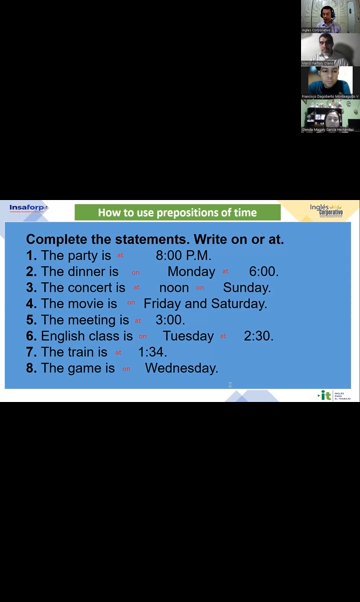 Inglés Corporativo
Insaforp
Inglés
corporativo
How to use prepositions of time
Complete the statements. Write on or at.
1. The party is at 8:00 P.M.
2. The dinner is on Monday at 6:00.
3. The concert is at noon on Sunday.
4. The movie is on Friday and Saturday.
5. The meeting is at 3:00.
6. English class is on Tuesday at 2:30.
7. The train is at 1:34.
8. The game is on Wednesday.
it